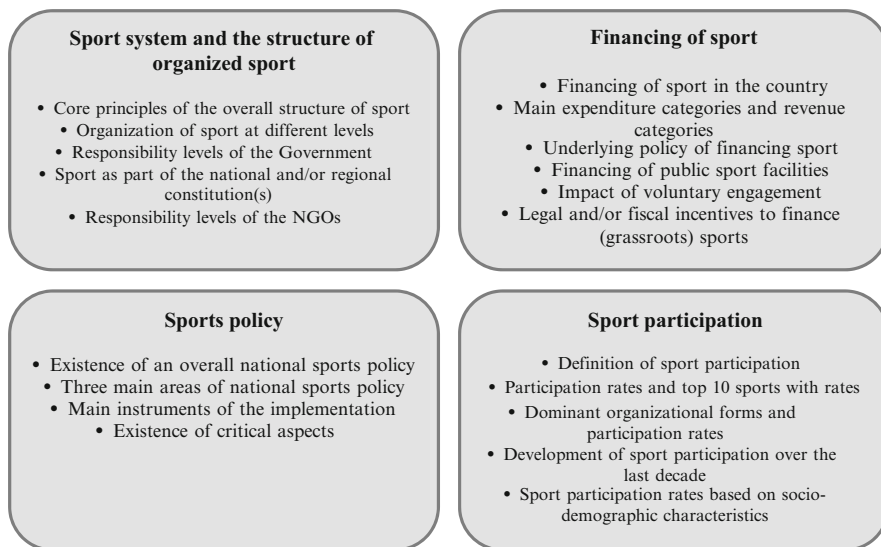 Sport system and the structure of
organized sport
• Core principles of the overall structure of sport
• Organization of sport at different levels
• Responsibility levels of the Government
• Sport as part of the national and/or regional
constitution(s)
• Responsibility levels of the NGOs
Financing of sport
• Financing of sport in the country
• Main expenditure categories and revenue
categories
• Underlying policy of financing sport
• Financing of public sport facilities
• Impact of voluntary engagement
• Legal and/or fiscal incentives to finance
(grassroots) sports
Sports policy
• Existence of an overall national sports policy
• Three main areas of national sports policy
• Main instruments of the implementation
• Existence of critical aspects
Sport participation
• Definition of sport participation
• Participation rates and top 10 sports with rates
• Dominant organizational forms and
participation rates
• Development of sport participation over the
last decade
• Sport participation rates based on socio-
demographic characteristics